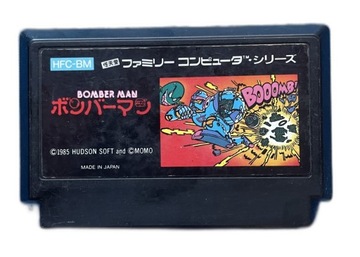 HFC-BM
ファミリー コンピュータ™シリーズ
BOMBER MAN
ボンバーマン
BOOOMB!
©1985 HUDSON SOFT and ©MOMO
MADE IN JAPAN